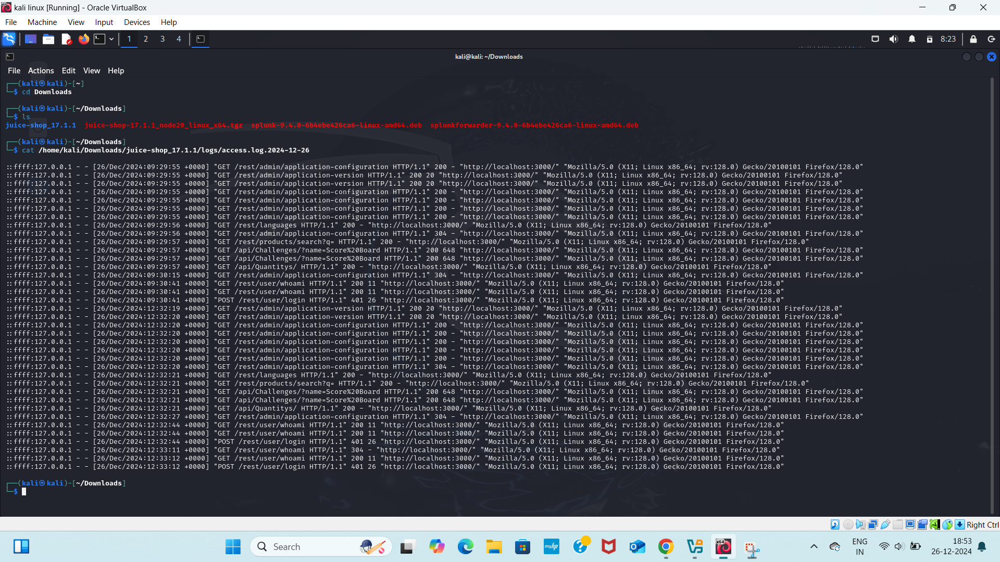 kali linux [Running] - Oracle VirtualBox
File Machine View Input Devices Help
1 2 3 4 8:23
kali@kali: ~/Downloads
File Actions Edit View Help
┌──(kali㉿kali)-[~]
└─$ cd Downloads
┌──(kali㉿kali)-[~/Downloads]
└─$ ls
juice-shop_17.1.1 juice-shop-17.1.1_node20_linux_x64.tgz splunk-9.4.0-6b4ebe426ca6-linux-amd64.deb splunkforwarder-9.4.0-6b4ebe426ca6-linux-amd64.deb
┌──(kali㉿kali)-[~/Downloads]
└─$ cat /home/kali/Downloads/juice-shop_17.1.1/logs/access.log.2024-12-26
::ffff:127.0.0.1 - - [26/Dec/2024:09:29:55 +0000] "GET /rest/admin/application-configuration HTTP/1.1" 200 - "http://localhost:3000/" "Mozilla/5.0 (X11; Linux x86_64; rv:128.0) Gecko/20100101 Firefox/128.0"
::ffff:127.0.0.1 - - [26/Dec/2024:09:29:55 +0000] "GET /rest/admin/application-version HTTP/1.1" 200 20 "http://localhost:3000/" "Mozilla/5.0 (X11; Linux x86_64; rv:128.0) Gecko/20100101 Firefox/128.0"
::ffff:127.0.0.1 - - [26/Dec/2024:09:29:55 +0000] "GET /rest/admin/application-version HTTP/1.1" 200 20 "http://localhost:3000/" "Mozilla/5.0 (X11; Linux x86_64; rv:128.0) Gecko/20100101 Firefox/128.0"
::ffff:127.0.0.1 - - [26/Dec/2024:09:29:55 +0000] "GET /rest/admin/application-configuration HTTP/1.1" 200 - "http://localhost:3000/" "Mozilla/5.0 (X11; Linux x86_64; rv:128.0) Gecko/20100101 Firefox/128.0"
::ffff:127.0.0.1 - - [26/Dec/2024:09:29:55 +0000] "GET /rest/admin/application-configuration HTTP/1.1" 200 - "http://localhost:3000/" "Mozilla/5.0 (X11; Linux x86_64; rv:128.0) Gecko/20100101 Firefox/128.0"
::ffff:127.0.0.1 - - [26/Dec/2024:09:29:55 +0000] "GET /rest/admin/application-configuration HTTP/1.1" 200 - "http://localhost:3000/" "Mozilla/5.0 (X11; Linux x86_64; rv:128.0) Gecko/20100101 Firefox/128.0"
::ffff:127.0.0.1 - - [26/Dec/2024:09:29:55 +0000] "GET /rest/admin/application-configuration HTTP/1.1" 200 - "http://localhost:3000/" "Mozilla/5.0 (X11; Linux x86_64; rv:128.0) Gecko/20100101 Firefox/128.0"
::ffff:127.0.0.1 - - [26/Dec/2024:09:29:56 +0000] "GET /rest/languages HTTP/1.1" 200 - "http://localhost:3000/" "Mozilla/5.0 (X11; Linux x86_64; rv:128.0) Gecko/20100101 Firefox/128.0"
::ffff:127.0.0.1 - - [26/Dec/2024:09:29:56 +0000] "GET /rest/admin/application-configuration HTTP/1.1" 304 - "http://localhost:3000/" "Mozilla/5.0 (X11; Linux x86_64; rv:128.0) Gecko/20100101 Firefox/128.0"
::ffff:127.0.0.1 - - [26/Dec/2024:09:29:57 +0000] "GET /rest/products/search?q= HTTP/1.1" 200 - "http://localhost:3000/" "Mozilla/5.0 (X11; Linux x86_64; rv:128.0) Gecko/20100101 Firefox/128.0"
::ffff:127.0.0.1 - - [26/Dec/2024:09:29:57 +0000] "GET /api/Challenges/?name=Score%20Board HTTP/1.1" 200 648 "http://localhost:3000/" "Mozilla/5.0 (X11; Linux x86_64; rv:128.0) Gecko/20100101 Firefox/128.0"
::ffff:127.0.0.1 - - [26/Dec/2024:09:29:57 +0000] "GET /api/Challenges/?name=Score%20Board HTTP/1.1" 200 648 "http://localhost:3000/" "Mozilla/5.0 (X11; Linux x86_64; rv:128.0) Gecko/20100101 Firefox/128.0"
::ffff:127.0.0.1 - - [26/Dec/2024:09:29:57 +0000] "GET /api/Quantitys/ HTTP/1.1" 200 - "http://localhost:3000/" "Mozilla/5.0 (X11; Linux x86_64; rv:128.0) Gecko/20100101 Firefox/128.0"
::ffff:127.0.0.1 - - [26/Dec/2024:09:30:15 +0000] "GET /rest/admin/application-configuration HTTP/1.1" 304 - "http://localhost:3000/" "Mozilla/5.0 (X11; Linux x86_64; rv:128.0) Gecko/20100101 Firefox/128.0"
::ffff:127.0.0.1 - - [26/Dec/2024:09:30:41 +0000] "GET /rest/user/whoami HTTP/1.1" 200 11 "http://localhost:3000/" "Mozilla/5.0 (X11; Linux x86_64; rv:128.0) Gecko/20100101 Firefox/128.0"
::ffff:127.0.0.1 - - [26/Dec/2024:09:30:41 +0000] "GET /rest/user/whoami HTTP/1.1" 200 11 "http://localhost:3000/" "Mozilla/5.0 (X11; Linux x86_64; rv:128.0) Gecko/20100101 Firefox/128.0"
::ffff:127.0.0.1 - - [26/Dec/2024:09:30:41 +0000] "POST /rest/user/login HTTP/1.1" 401 26 "http://localhost:3000/" "Mozilla/5.0 (X11; Linux x86_64; rv:128.0) Gecko/20100101 Firefox/128.0"
::ffff:127.0.0.1 - - [26/Dec/2024:12:32:19 +0000] "GET /rest/admin/application-version HTTP/1.1" 200 20 "http://localhost:3000/" "Mozilla/5.0 (X11; Linux x86_64; rv:128.0) Gecko/20100101 Firefox/128.0"
::ffff:127.0.0.1 - - [26/Dec/2024:12:32:20 +0000] "GET /rest/admin/application-version HTTP/1.1" 200 20 "http://localhost:3000/" "Mozilla/5.0 (X11; Linux x86_64; rv:128.0) Gecko/20100101 Firefox/128.0"
::ffff:127.0.0.1 - - [26/Dec/2024:12:32:20 +0000] "GET /rest/admin/application-configuration HTTP/1.1" 200 - "http://localhost:3000/" "Mozilla/5.0 (X11; Linux x86_64; rv:128.0) Gecko/20100101 Firefox/128.0"
::ffff:127.0.0.1 - - [26/Dec/2024:12:32:20 +0000] "GET /rest/admin/application-configuration HTTP/1.1" 200 - "http://localhost:3000/" "Mozilla/5.0 (X11; Linux x86_64; rv:128.0) Gecko/20100101 Firefox/128.0"
::ffff:127.0.0.1 - - [26/Dec/2024:12:32:20 +0000] "GET /rest/admin/application-configuration HTTP/1.1" 200 - "http://localhost:3000/" "Mozilla/5.0 (X11; Linux x86_64; rv:128.0) Gecko/20100101 Firefox/128.0"
::ffff:127.0.0.1 - - [26/Dec/2024:12:32:20 +0000] "GET /rest/admin/application-configuration HTTP/1.1" 200 - "http://localhost:3000/" "Mozilla/5.0 (X11; Linux x86_64; rv:128.0) Gecko/20100101 Firefox/128.0"
::ffff:127.0.0.1 - - [26/Dec/2024:12:32:20 +0000] "GET /rest/admin/application-configuration HTTP/1.1" 200 - "http://localhost:3000/" "Mozilla/5.0 (X11; Linux x86_64; rv:128.0) Gecko/20100101 Firefox/128.0"
::ffff:127.0.0.1 - - [26/Dec/2024:12:32:20 +0000] "GET /rest/admin/application-configuration HTTP/1.1" 304 - "http://localhost:3000/" "Mozilla/5.0 (X11; Linux x86_64; rv:128.0) Gecko/20100101 Firefox/128.0"
::ffff:127.0.0.1 - - [26/Dec/2024:12:32:21 +0000] "GET /rest/languages HTTP/1.1" 200 - "http://localhost:3000/" "Mozilla/5.0 (X11; Linux x86_64; rv:128.0) Gecko/20100101 Firefox/128.0"
::ffff:127.0.0.1 - - [26/Dec/2024:12:32:21 +0000] "GET /rest/products/search?q= HTTP/1.1" 200 - "http://localhost:3000/" "Mozilla/5.0 (X11; Linux x86_64; rv:128.0) Gecko/20100101 Firefox/128.0"
::ffff:127.0.0.1 - - [26/Dec/2024:12:32:21 +0000] "GET /api/Challenges/?name=Score%20Board HTTP/1.1" 200 648 "http://localhost:3000/" "Mozilla/5.0 (X11; Linux x86_64; rv:128.0) Gecko/20100101 Firefox/128.0"
::ffff:127.0.0.1 - - [26/Dec/2024:12:32:21 +0000] "GET /api/Challenges/?name=Score%20Board HTTP/1.1" 200 648 "http://localhost:3000/" "Mozilla/5.0 (X11; Linux x86_64; rv:128.0) Gecko/20100101 Firefox/128.0"
::ffff:127.0.0.1 - - [26/Dec/2024:12:32:21 +0000] "GET /api/Quantitys/ HTTP/1.1" 200 - "http://localhost:3000/" "Mozilla/5.0 (X11; Linux x86_64; rv:128.0) Gecko/20100101 Firefox/128.0"
::ffff:127.0.0.1 - - [26/Dec/2024:12:32:27 +0000] "GET /rest/admin/application-configuration HTTP/1.1" 304 - "http://localhost:3000/" "Mozilla/5.0 (X11; Linux x86_64; rv:128.0) Gecko/20100101 Firefox/128.0"
::ffff:127.0.0.1 - - [26/Dec/2024:12:32:44 +0000] "GET /rest/user/whoami HTTP/1.1" 200 11 "http://localhost:3000/" "Mozilla/5.0 (X11; Linux x86_64; rv:128.0) Gecko/20100101 Firefox/128.0"
::ffff:127.0.0.1 - - [26/Dec/2024:12:32:44 +0000] "GET /rest/user/whoami HTTP/1.1" 200 11 "http://localhost:3000/" "Mozilla/5.0 (X11; Linux x86_64; rv:128.0) Gecko/20100101 Firefox/128.0"
::ffff:127.0.0.1 - - [26/Dec/2024:12:32:44 +0000] "POST /rest/user/login HTTP/1.1" 401 26 "http://localhost:3000/" "Mozilla/5.0 (X11; Linux x86_64; rv:128.0) Gecko/20100101 Firefox/128.0"
::ffff:127.0.0.1 - - [26/Dec/2024:12:33:11 +0000] "GET /rest/user/whoami HTTP/1.1" 304 - "http://localhost:3000/" "Mozilla/5.0 (X11; Linux x86_64; rv:128.0) Gecko/20100101 Firefox/128.0"
::ffff:127.0.0.1 - - [26/Dec/2024:12:33:12 +0000] "GET /rest/user/whoami HTTP/1.1" 200 11 "http://localhost:3000/" "Mozilla/5.0 (X11; Linux x86_64; rv:128.0) Gecko/20100101 Firefox/128.0"
::ffff:127.0.0.1 - - [26/Dec/2024:12:33:12 +0000] "POST /rest/user/login HTTP/1.1" 401 26 "http://localhost:3000/" "Mozilla/5.0 (X11; Linux x86_64; rv:128.0) Gecko/20100101 Firefox/128.0"
┌──(kali㉿kali)-[~/Downloads]
└─$
Right Ctrl
Search
myhp
X64
ENG
IN
18:53
26-12-2024